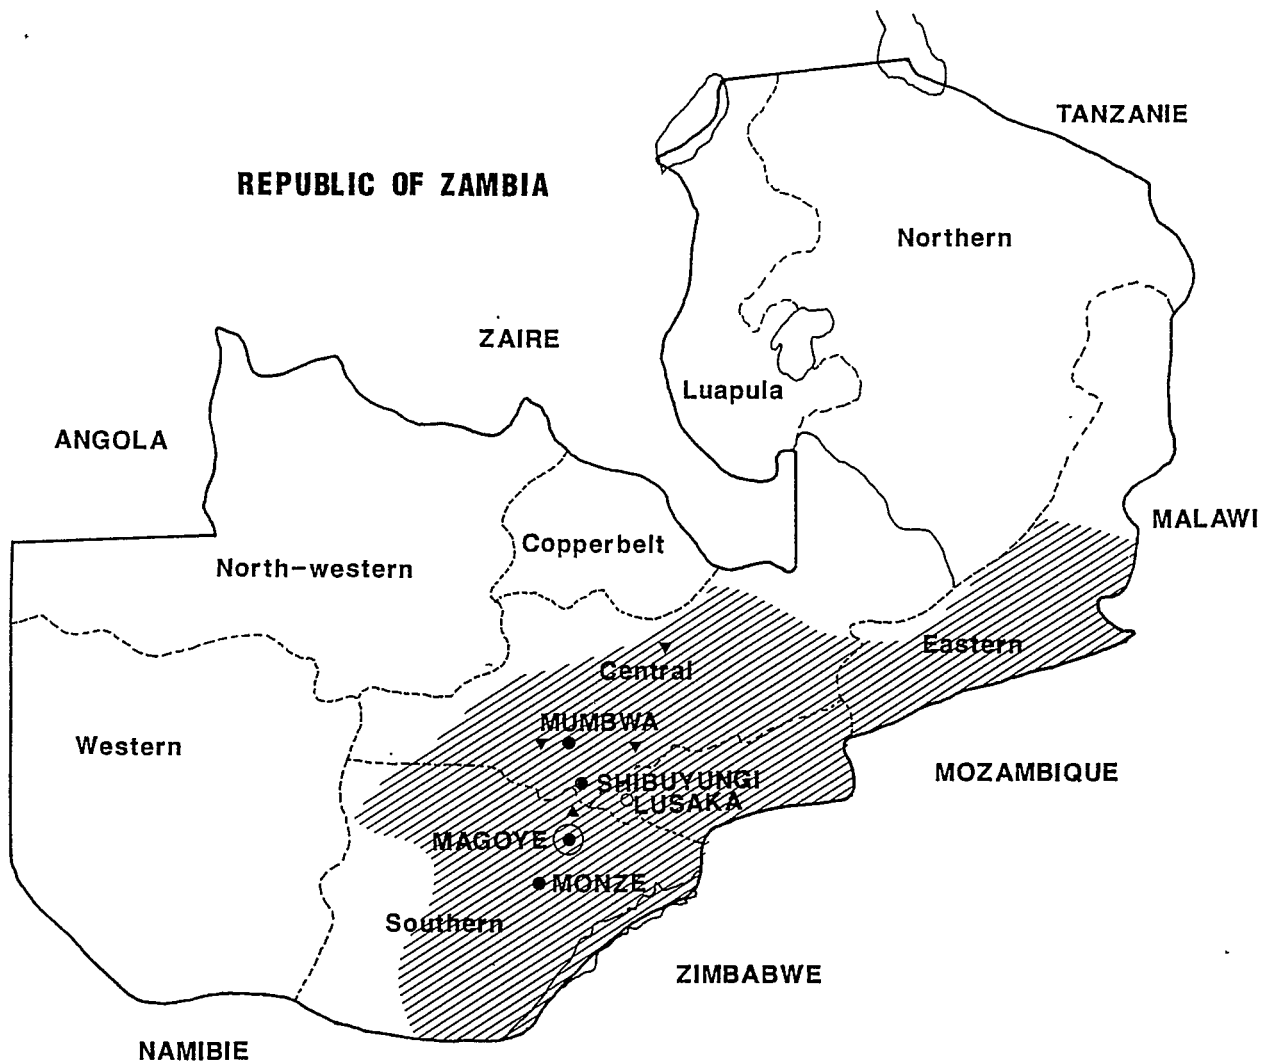 TANZANIE
REPUBLIC OF ZAMBIA
Northern
ZAIRE
Luapula
ANGOLA
MALAWI
Copperbelt
North-western
Eastern
Central
MUMBWA
Western
MOZAMBIQUE
SHIBUYUNGI
LUSAKA
MAGOYE
MONZE
Southern
ZIMBABWE
NAMIBIE